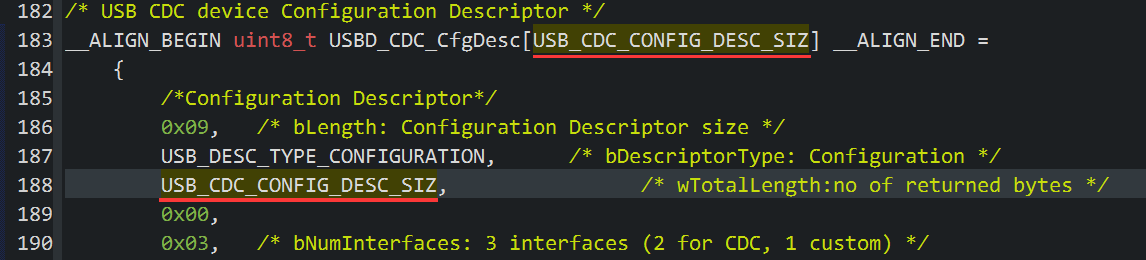 182 /* USB CDC device Configuration Descriptor */
183 __ALIGN_BEGIN uint8_t USBD_CDC_CfgDesc[USB_CDC_CONFIG_DESC_SIZ] __ALIGN_END =
184     {
185         /*Configuration Descriptor*/
186         0x09,   /* bLength: Configuration Descriptor size */
187         USB_DESC_TYPE_CONFIGURATION,      /* bDescriptorType: Configuration */
188         USB_CDC_CONFIG_DESC_SIZ,                /* wTotalLength:no of returned bytes */
189         0x00,
190         0x03,   /* bNumInterfaces: 3 interfaces (2 for CDC, 1 custom) */